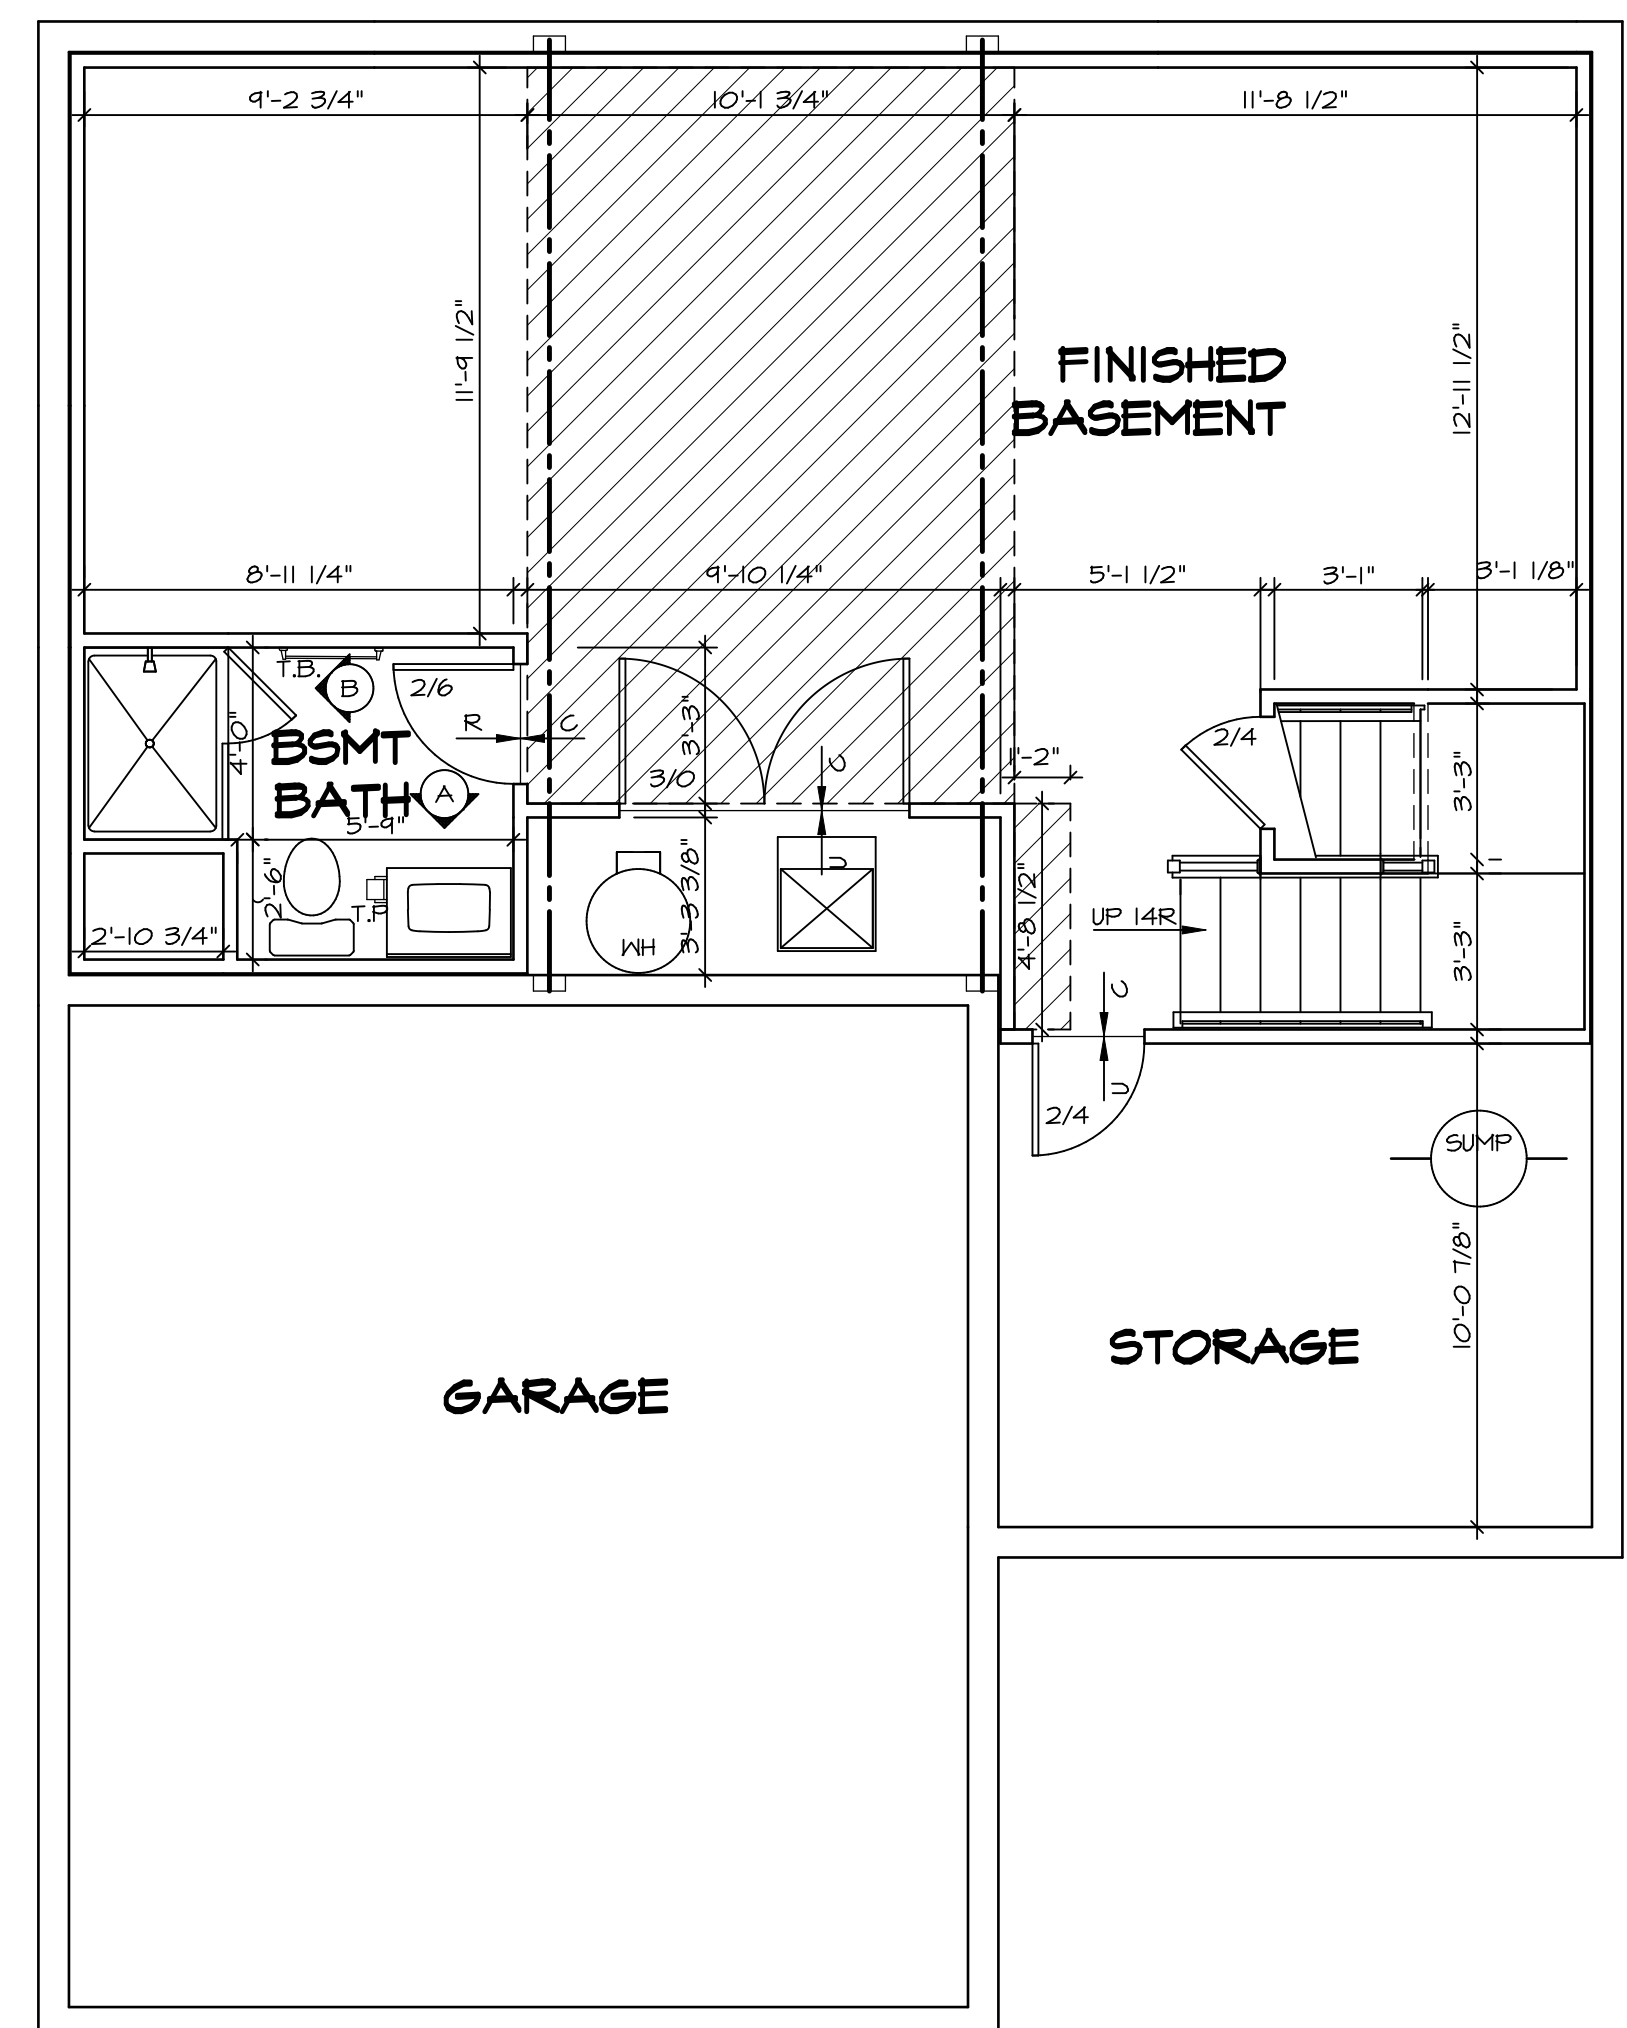 9'-2 3/4" 10'-1 3/4" 11'-8 1/2"
11'-9 1/2"
12'-11 1/2"
FINISHED
BASEMENT
8'-11 1/4" 9'-10 1/4" 5'-1 1/2" 3'-1" 3'-1 1/8"
T.B.
B
2/6
R C
4'-0"
BSMT
BATH
A
5'-9"
3'-3"
3/0
C
U
1'-2"
2/4
3'-3"
2'-6"
T.P
2'-10 3/4"
WH
3'-3 3/8"
4'-8 1/2"
UP 14R
3'-3"
C
U
2/4
SUMP
10'-0 7/8"
STORAGE
GARAGE